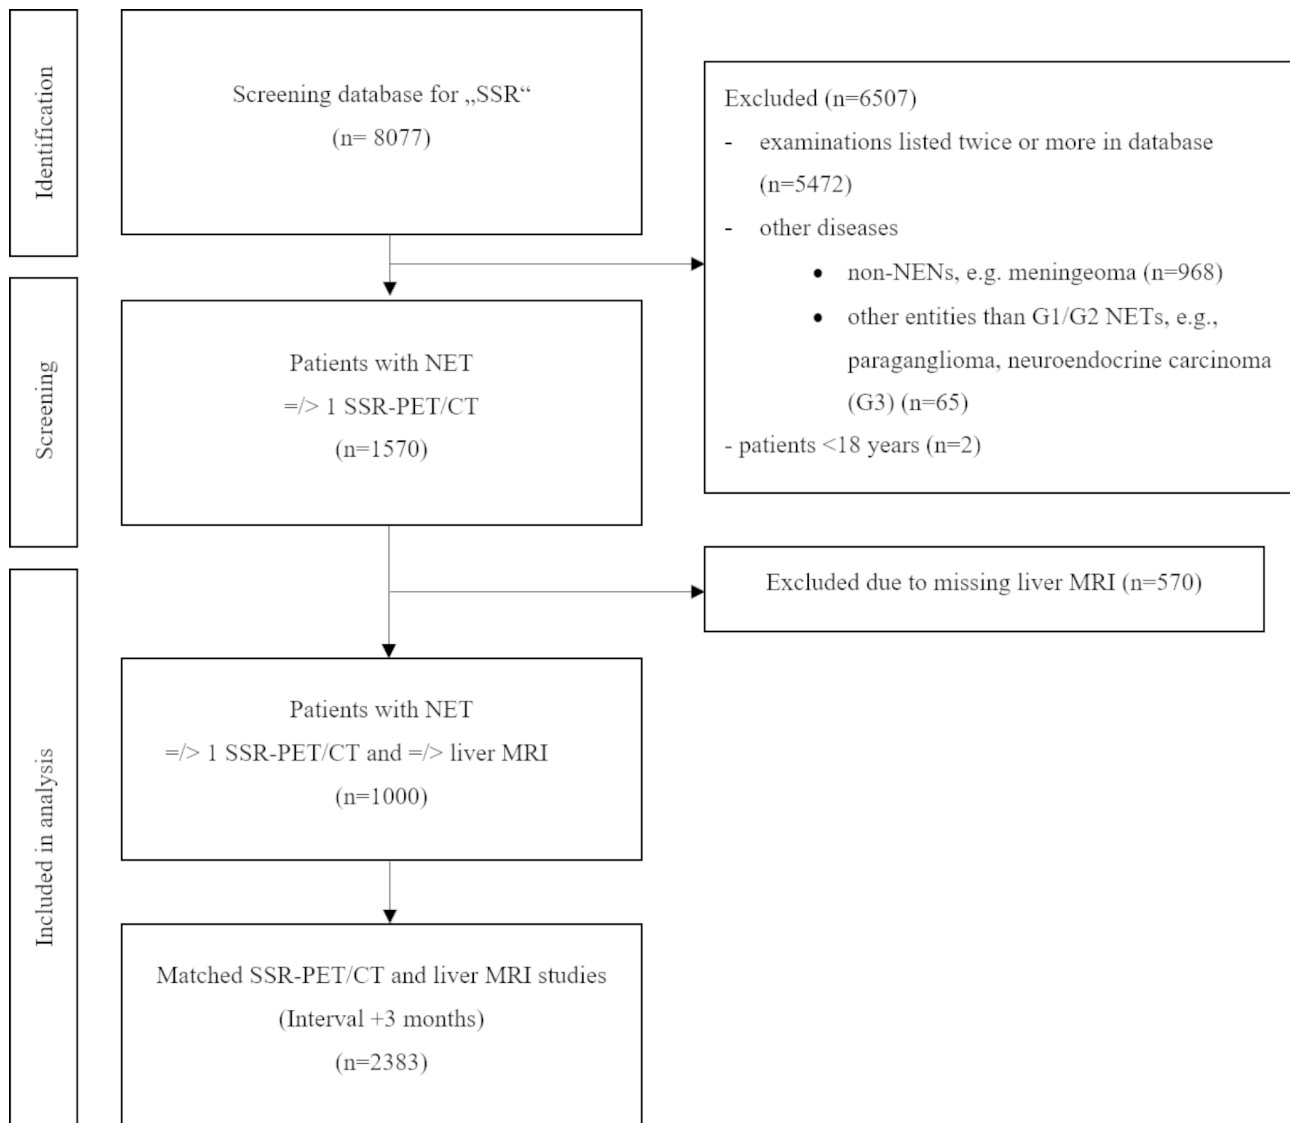 Identification
Screening database for „SSR“
(n= 8077)
Excluded (n=6507)
- examinations listed twice or more in database
(n=5472)
- other diseases
• non-NENs, e.g. meningeoma (n=968)
• other entities than G1/G2 NETs, e.g.,
paraganglioma, neuroendocrine carcinoma
(G3) (n=65)
- patients <18 years (n=2)
Screening
Patients with NET
=/> 1 SSR-PET/CT
(n=1570)
Excluded due to missing liver MRI (n=570)
Included in analysis
Patients with NET
=/> 1 SSR-PET/CT and =/> liver MRI
(n=1000)
Matched SSR-PET/CT and liver MRI studies
(Interval +3 months)
(n=2383)